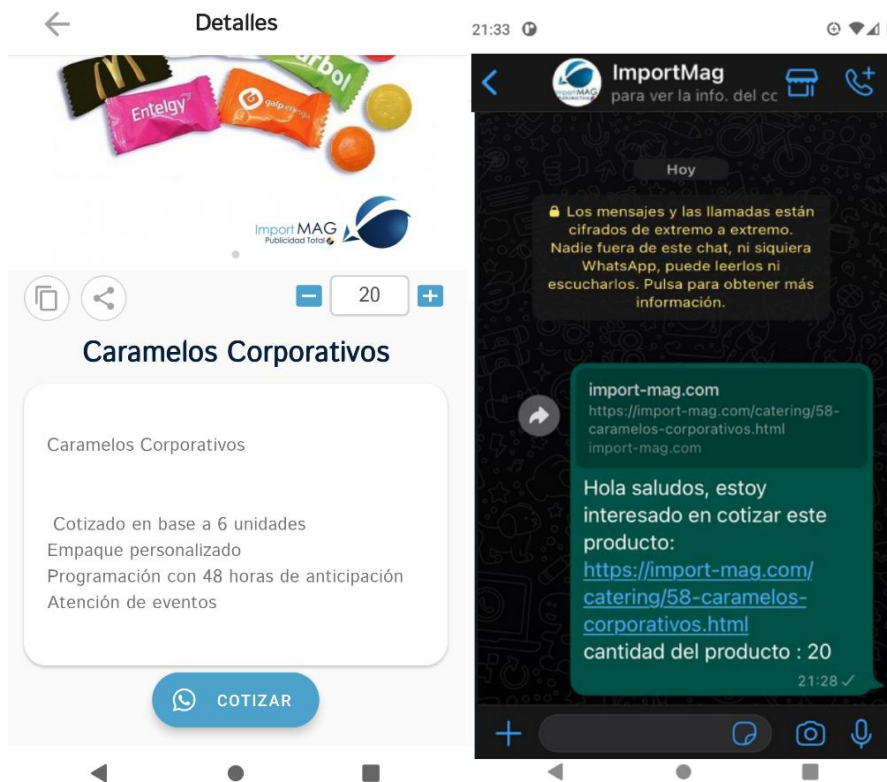 Detalles
Entelgy
galp energia
rbol
Import MAG
Publicidad Total
20
Caramelos Corporativos
Caramelos Corporativos
Cotizado en base a 6 unidades
Empaque personalizado
Programación con 48 horas de anticipación
Atención de eventos
COTIZAR
21:33
ImportMag
para ver la info. del cc
Hoy
Los mensajes y las llamadas están
cifrados de extremo a extremo.
Nadie fuera de este chat, ni siquiera
WhatsApp, puede leerlos ni
escucharlos. Pulsa para obtener más
información.
import-mag.com
https://import-mag.com/catering/58-
caramelos-corporativos.html
import-mag.com
Hola saludos, estoy
interesado en cotizar este
producto:
https://import-mag.com/
catering/58-caramelos-
corporativos.html
cantidad del producto : 20
21:28